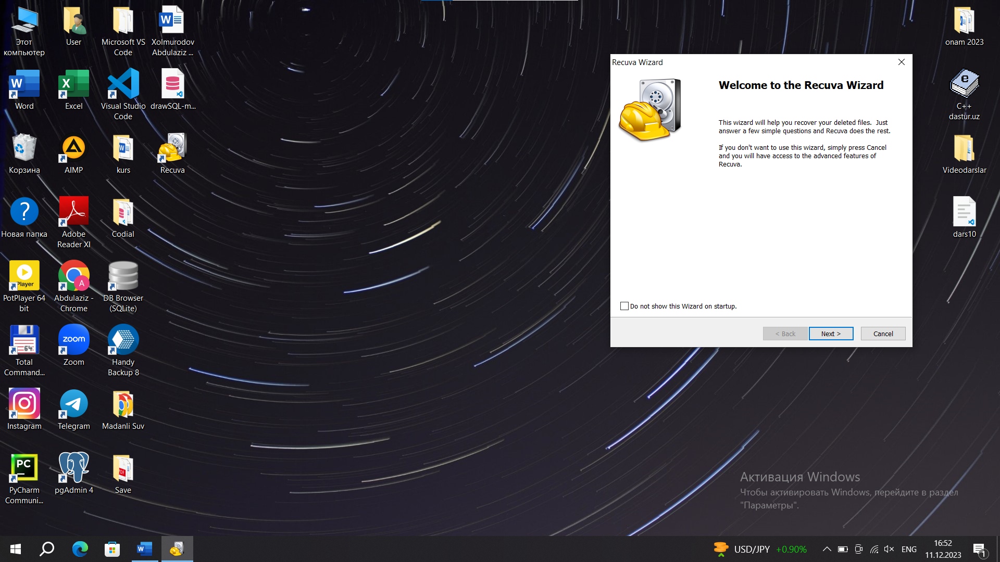 Этот
компьютер
User
Microsoft VS
Code
Xolmurodov
Abdulaziz ...
Word
Excel
Visual Studio
Code
drawSQL-m...
Корзина
AIMP
kurs
Recuva
Новая папка
Adobe
Reader XI
Codial
Player
PotPlayer 64
bit
A
Abdulaziz -
Chrome
DB Browser
(SQLite)
64
Total
Command...
zoom
Zoom
Handy
Backup 8
Instagram
Telegram
Madanli Suv
PC
PyCharm
Communi...
pgAdmin 4
PDF
Save
onam 2023
C++
dastur.uz
Videodarslar
dars10
Recuva Wizard
Welcome to the Recuva Wizard
This wizard will help you recover your deleted files. Just
answer a few simple questions and Recuva does the rest.
If you don't want to use this wizard, simply press Cancel
and you will have access to the advanced features of
Recuva.
Do not show this Wizard on startup.
< Back
Next >
Cancel
Активация Windows
Чтобы активировать Windows, перейдите в раздел
"Параметры".
USD/JPY +0.90%
ENG
16:52
11.12.2023
1